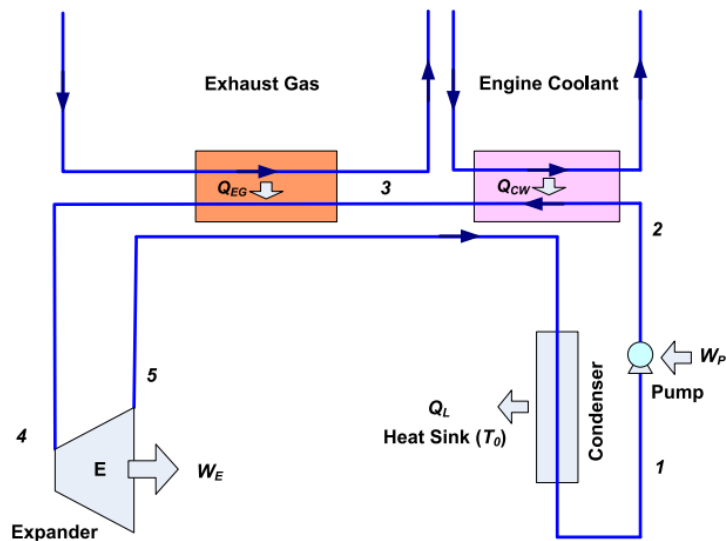 Exhaust Gas
Engine Coolant
Q_EG
3
Q_CW
2
5
W_P
Pump
Q_L
Heat Sink (T_0)
Condenser
4
E
W_E
1
Expander